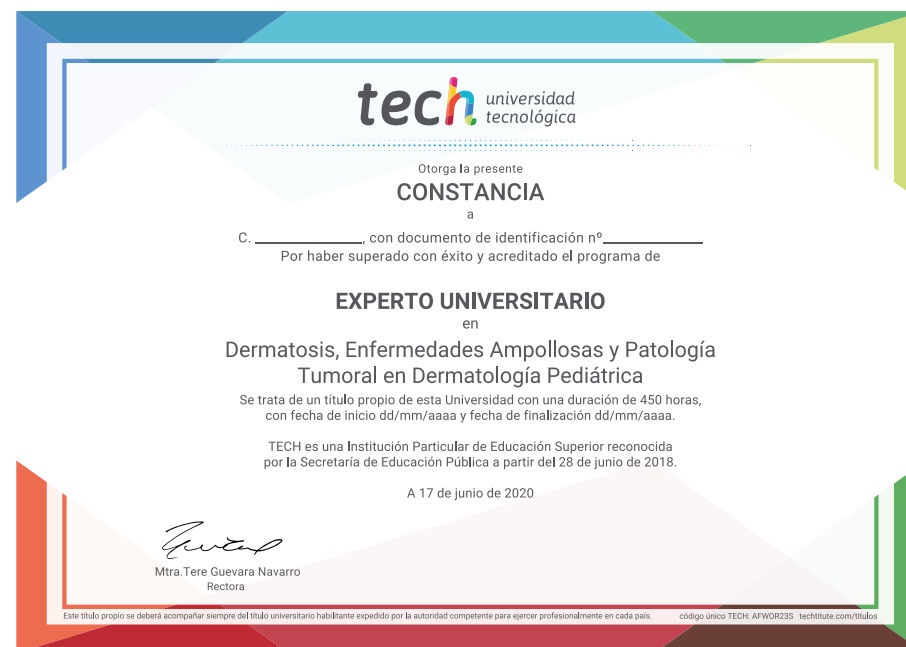 tech universidad
tecnológica
Otorga la presente
CONSTANCIA
a
C. ____________, con documento de identificación nº____________
Por haber superado con éxito y acreditado el programa de
EXPERTO UNIVERSITARIO
en
Dermatosis, Enfermedades Ampollosas y Patología
Tumoral en Dermatología Pediátrica
Se trata de un título propio de esta Universidad con una duración de 450 horas,
con fecha de inicio dd/mm/aaaa y fecha de finalización dd/mm/aaaa.
TECH es una Institución Particular de Educación Superior reconocida
por la Secretaría de Educación Pública a partir del 28 de junio de 2018.
A 17 de junio de 2020
Mtra.Tere Guevara Navarro
Rectora
Este título propio se deberá acompañar siempre del título universitario habilitante expedido por la autoridad competente para ejercer profesionalmente en cada país. código único TECH: AFWOR23S techtitute.com/titulos